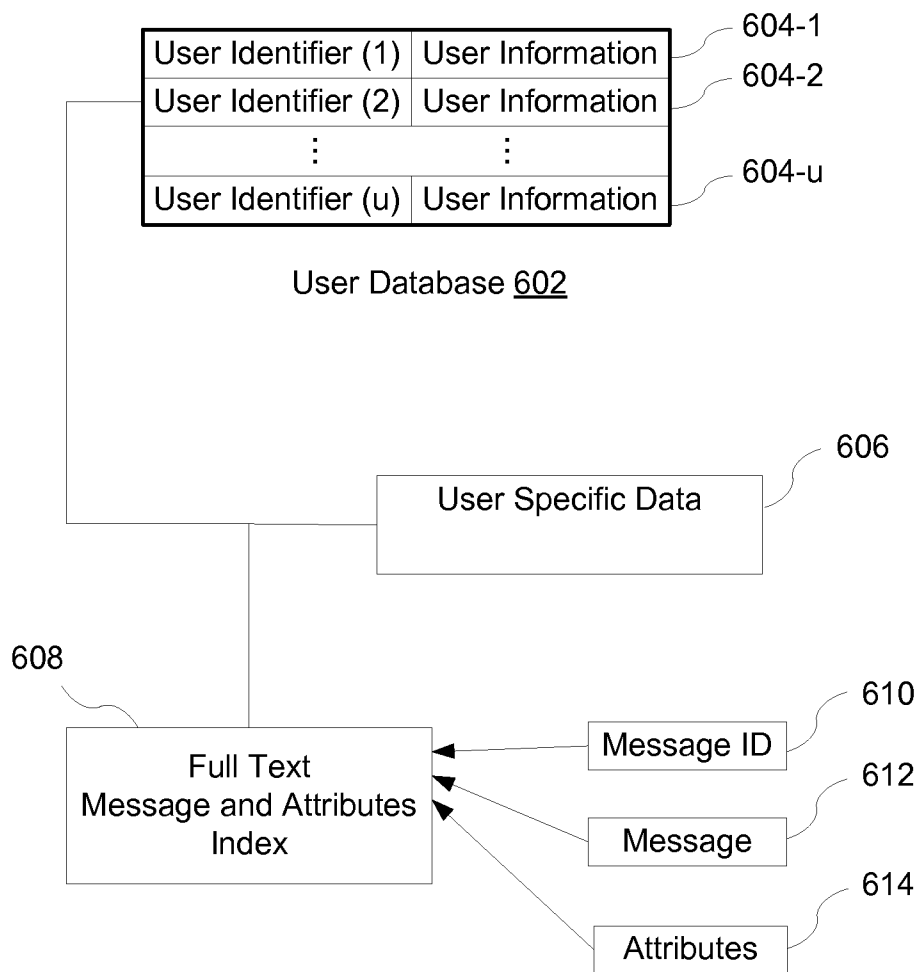 User Identifier (1) User Information 604-1
User Identifier (2) User Information 604-2
⋮ ⋮
User Identifier (u) User Information 604-u
User Database 602
606
User Specific Data
608
Full Text
Message and Attributes
Index
610
Message ID
612
Message
614
Attributes